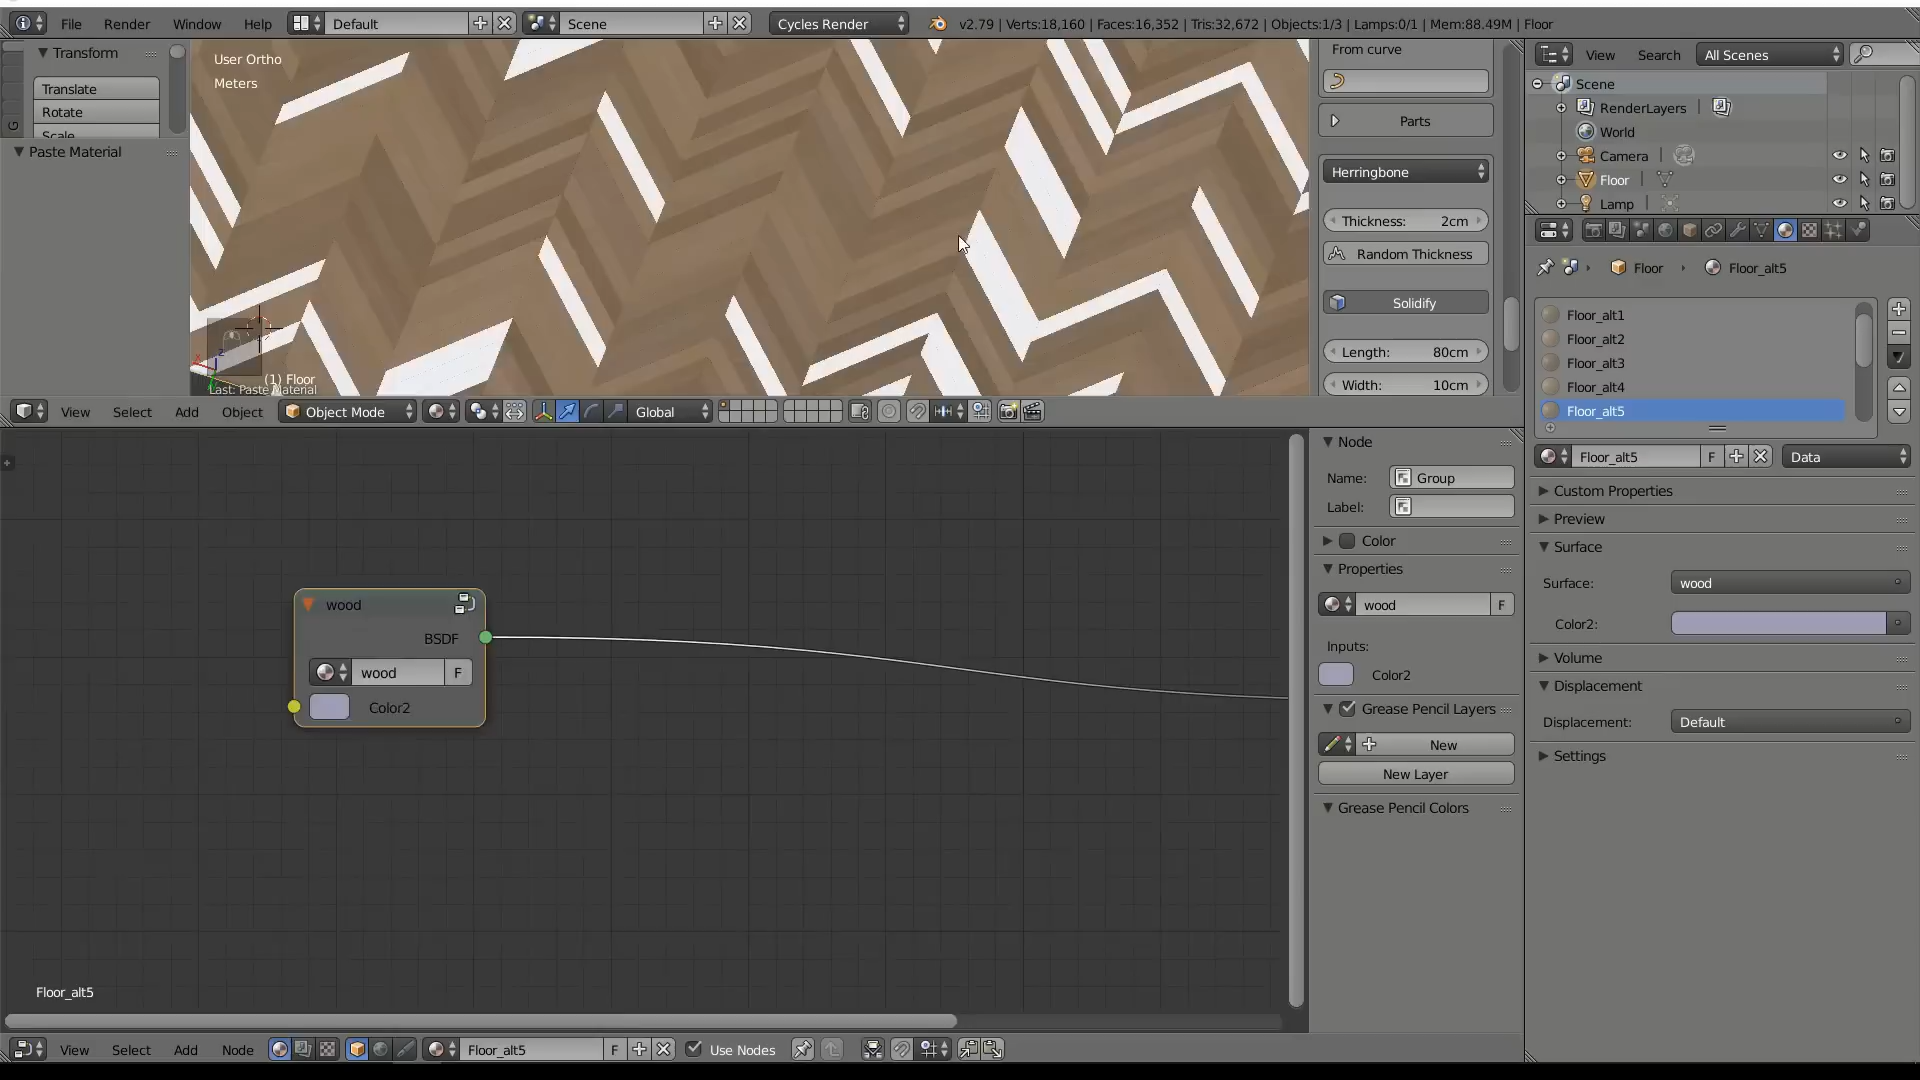 File Render Window Help Default Scene Cycles Render v2.79 | Verts:18,160 | Faces:16,352 | Tris:32,672 | Objects:1/3 | Lamps:0/1 | Mem:88.49M | Floor
Transform
Translate
Rotate
Scale
Paste Material
User Ortho
Meters
(1) Floor
Last: Paste Material
From curve
Parts
Herringbone
Thickness: 2cm
Random Thickness
Solidify
Length: 80cm
Width: 10cm
View Search All Scenes
Scene
RenderLayers
World
Camera
Floor
Lamp
Floor Floor_alt5
Floor_alt1
Floor_alt2
Floor_alt3
Floor_alt4
Floor_alt5
Floor_alt5 F Data
Custom Properties
Preview
Surface
Surface: wood
Color2:
Volume
Displacement
Displacement: Default
Settings
View Select Add Object Object Mode Global
wood
BSDF
wood F
Color2
Floor_alt5
Node
Name: Group
Label:
Color
Properties
wood F
Inputs:
Color2
Grease Pencil Layers
New
New Layer
Grease Pencil Colors
View Select Add Node Floor_alt5 F Use Nodes